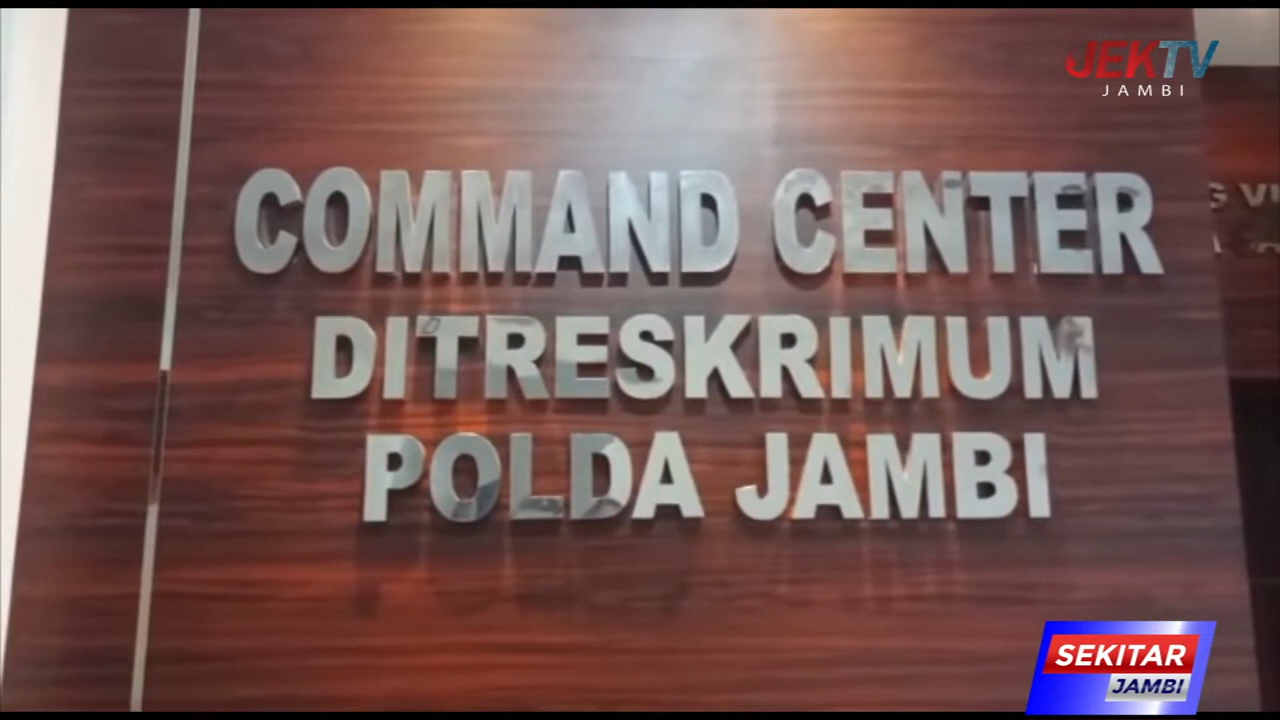 JEKTV
JAMBI
COMMAND CENTER
DITRESKRIMUM
POLDA JAMBI
SEKITAR
JAMBI